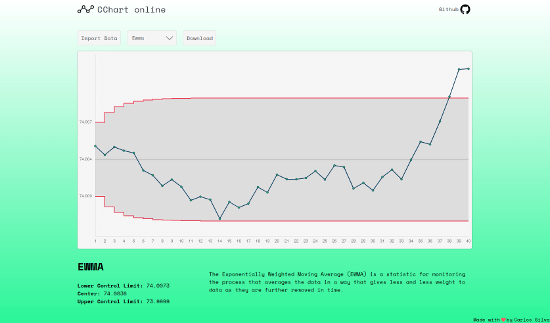 CChart online
Github
Import Data
Ewma
Download
74.007
74.004
1 2 3 4 5 6 7 8 9 10 11 12 13 14 15 16 17 18 19 20 21 22 23 24 25 26 27 28 29 30 31 32 33 34 35 36 37 38 39 40
EWMA
Lower Control Limit: 74.0073
Center: 74.0036
Upper Control Limit: 73.9999
The Exponentially Weighted Moving Average (EWMA) is a statistic for monitoring
the process that averages the data in a way that gives less and less weight to
data as they are further removed in time.
Made with ❤ by Carlos Silva